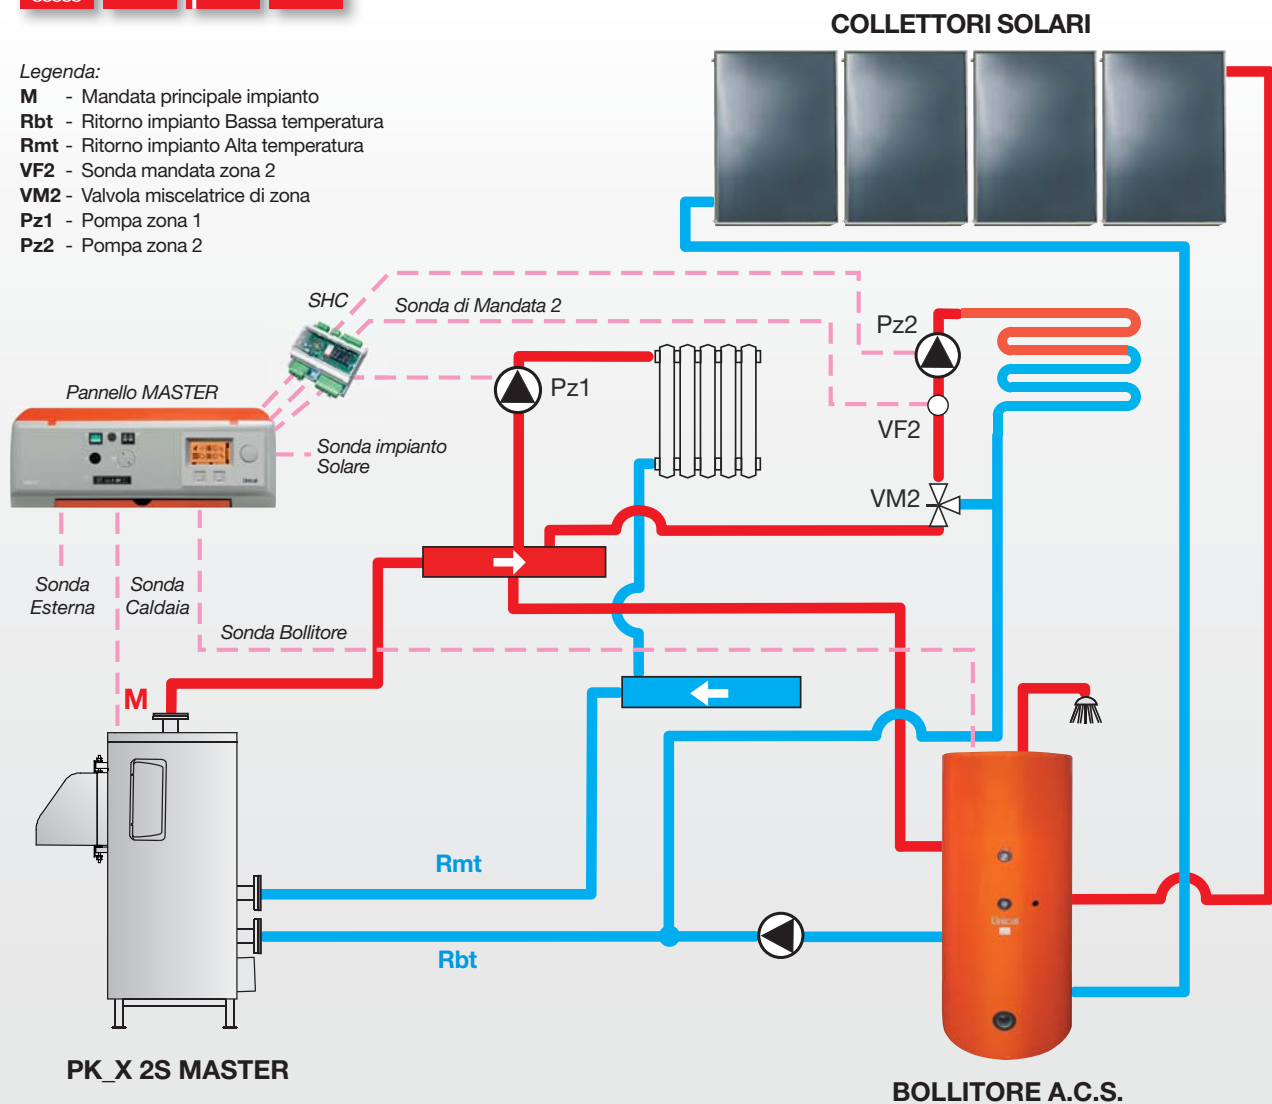 COLLETTORI SOLARI
Legenda:
M - Mandata principale impianto
Rbt - Ritorno impianto Bassa temperatura
Rmt - Ritorno impianto Alta temperatura
VF2 - Sonda mandata zona 2
VM2 - Valvola miscelatrice di zona
Pz1 - Pompa zona 1
Pz2 - Pompa zona 2
SHC
Sonda di Mandata 2
Pz2
Pannello MASTER
Pz1
VF2
Sonda impianto
Solare
Unical
VM2
Sonda
Esterna
Sonda
Caldaia
Sonda Bollitore
M
Rmt
Unical
Rbt
PK_X 2S MASTER
BOLLITORE A.C.S.